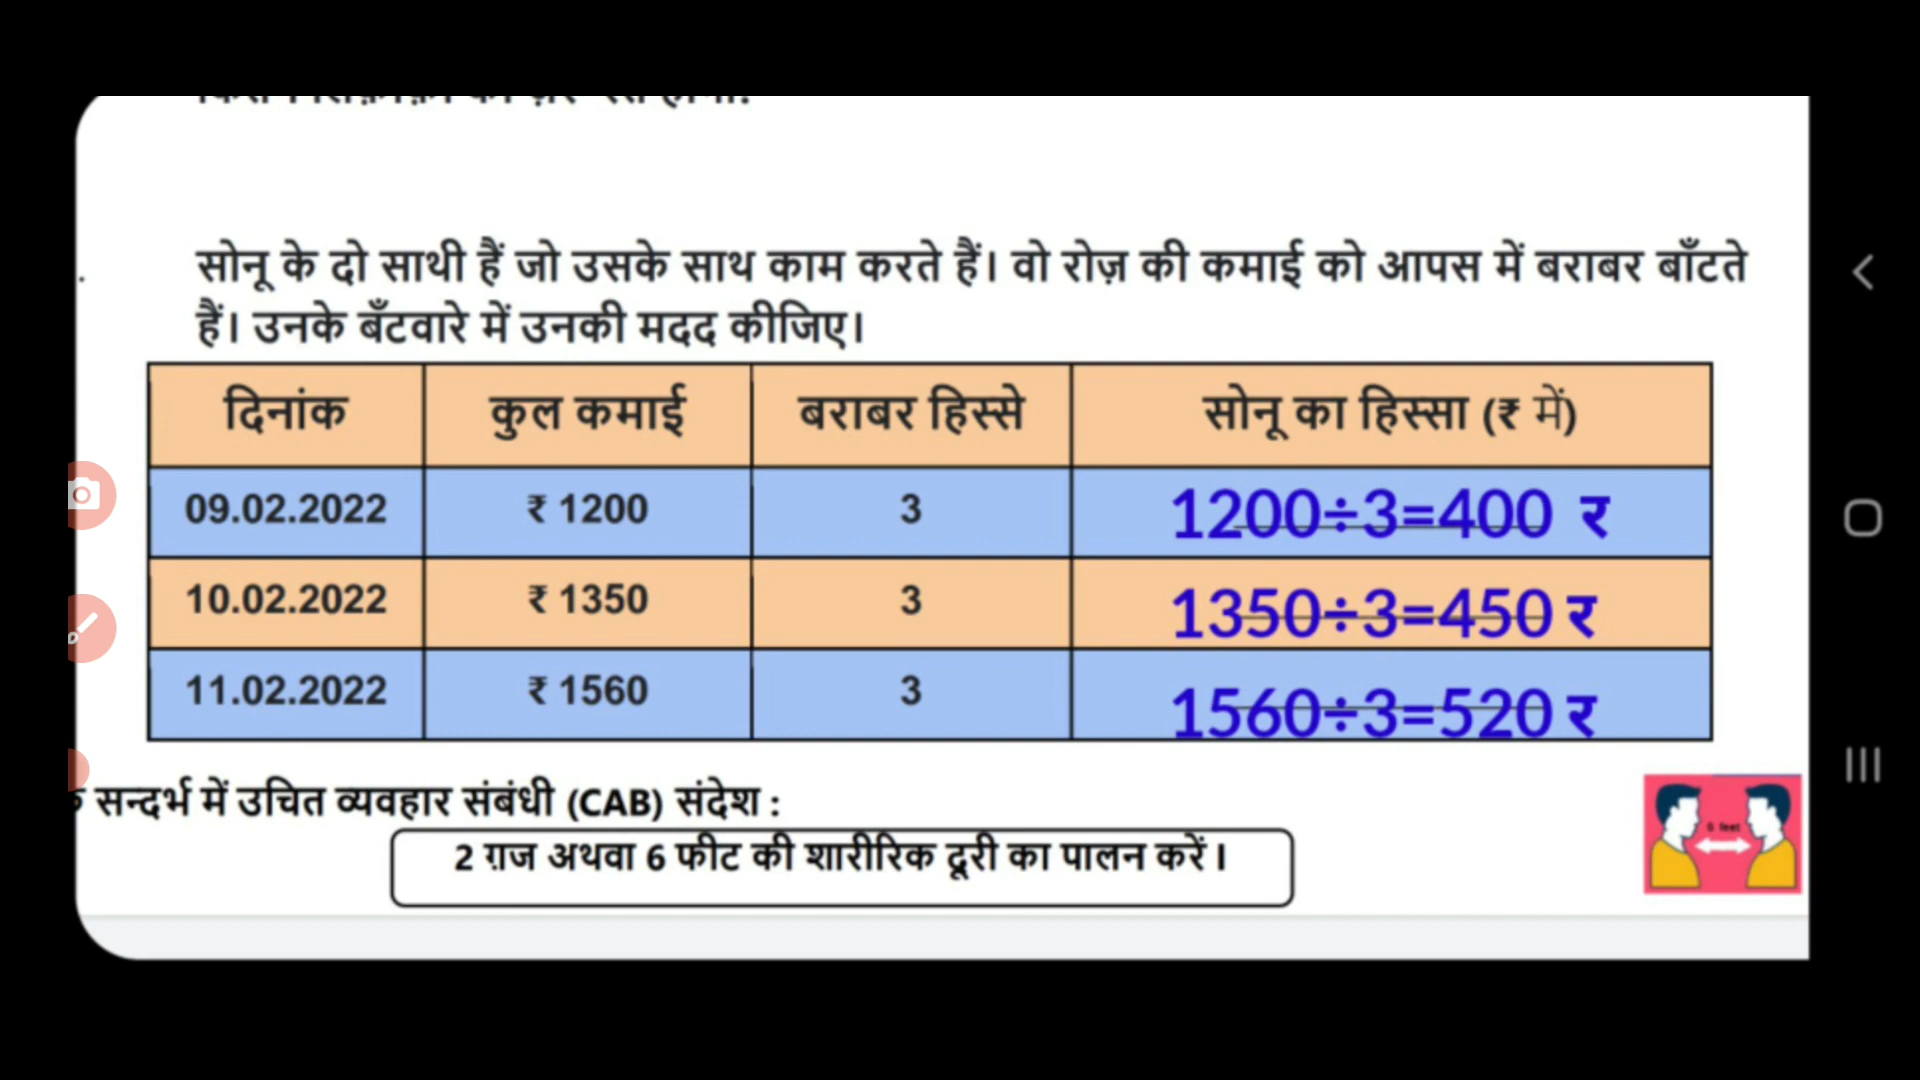 सोनू के दो साथी हैं जो उसके साथ काम करते हैं। वो रोज़ की कमाई को आपस में बराबर बाँटते
हैं। उनके बँटवारे में उनकी मदद कीजिए।
दिनांक कुल कमाई बराबर हिस्से सोनू का हिस्सा (₹ में)
09.02.2022 ₹ 1200 3 1200÷3=400 र
10.02.2022 ₹ 1350 3 1350÷3=450 र
11.02.2022 ₹ 1560 3 1560÷3=520 र
सन्दर्भ में उचित व्यवहार संबंधी (CAB) संदेश :
6 feet
2 ग़ज अथवा 6 फीट की शारीरिक दूरी का पालन करें ।